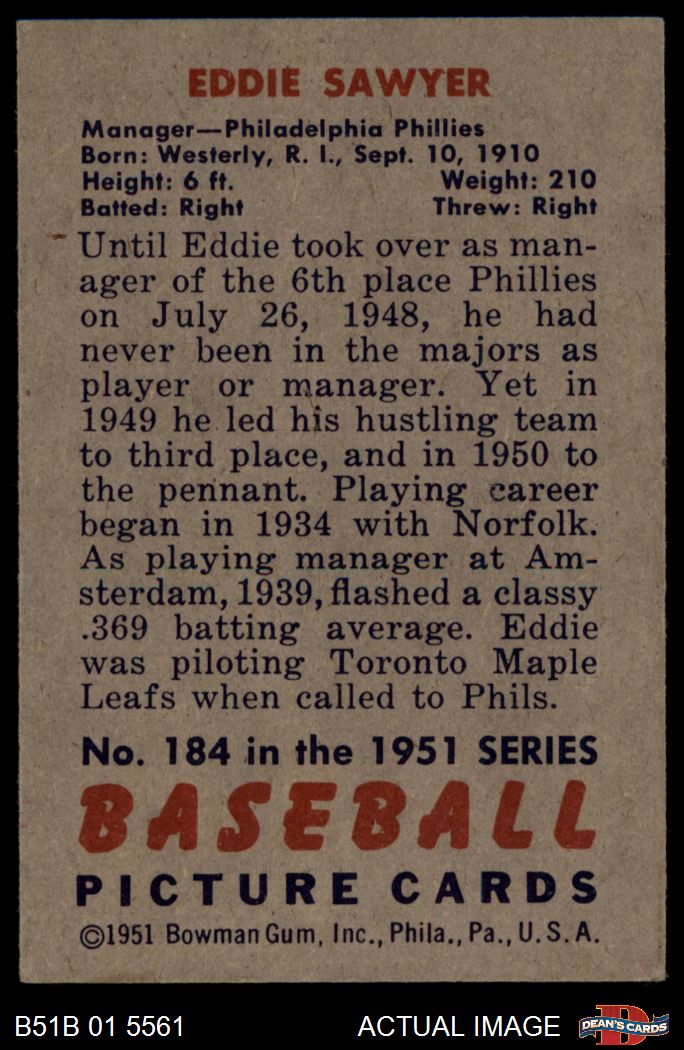 EDDIE SAWYER
Manager—Philadelphia Phillies
Born: Westerly, R. I., Sept. 10, 1910
Height: 6 ft. Weight: 210
Batted: Right Threw: Right
Until Eddie took over as man-
ager of the 6th place Phillies
on July 26, 1948, he had
never been in the majors as
player or manager. Yet in
1949 he led his hustling team
to third place, and in 1950 to
the pennant. Playing career
began in 1934 with Norfolk.
As playing manager at Am-
sterdam, 1939, flashed a classy
.369 batting average. Eddie
was piloting Toronto Maple
Leafs when called to Phils.
No. 184 in the 1951 SERIES
BASEBALL
PICTURE CARDS
©1951 Bowman Gum, Inc., Phila., Pa., U. S. A.
B51B 01 5561 ACTUAL IMAGE
D
DEAN'S CARDS